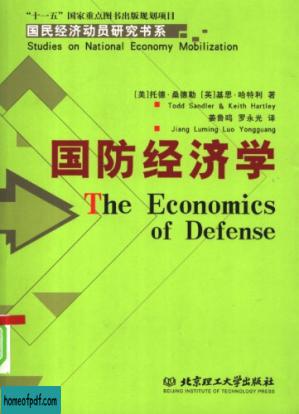 “十一五”国家重点图书出版规划项目
国民经济动员研究书系
Studies on National Economy Mobilization
[美]托德·桑德勒 [英]基思·哈特利 著
Todd Sandler & Keith Hartley
姜鲁鸣 罗永光 译
Jiang Luming Luo Yongguang
国防经济学
The Economics
of Defense
北京理工大学出版社
BEIJING INSTITUTE OF TECHNOLOGY PRESS
homeofpdf.com
homeofpdf.com